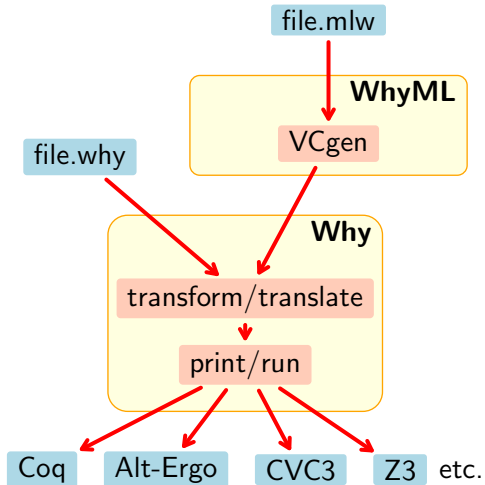 file.mlw
WhyML
VCgen
file.why
Why
transform/translate
print/run
Coq Alt-Ergo CVC3 Z3 etc.